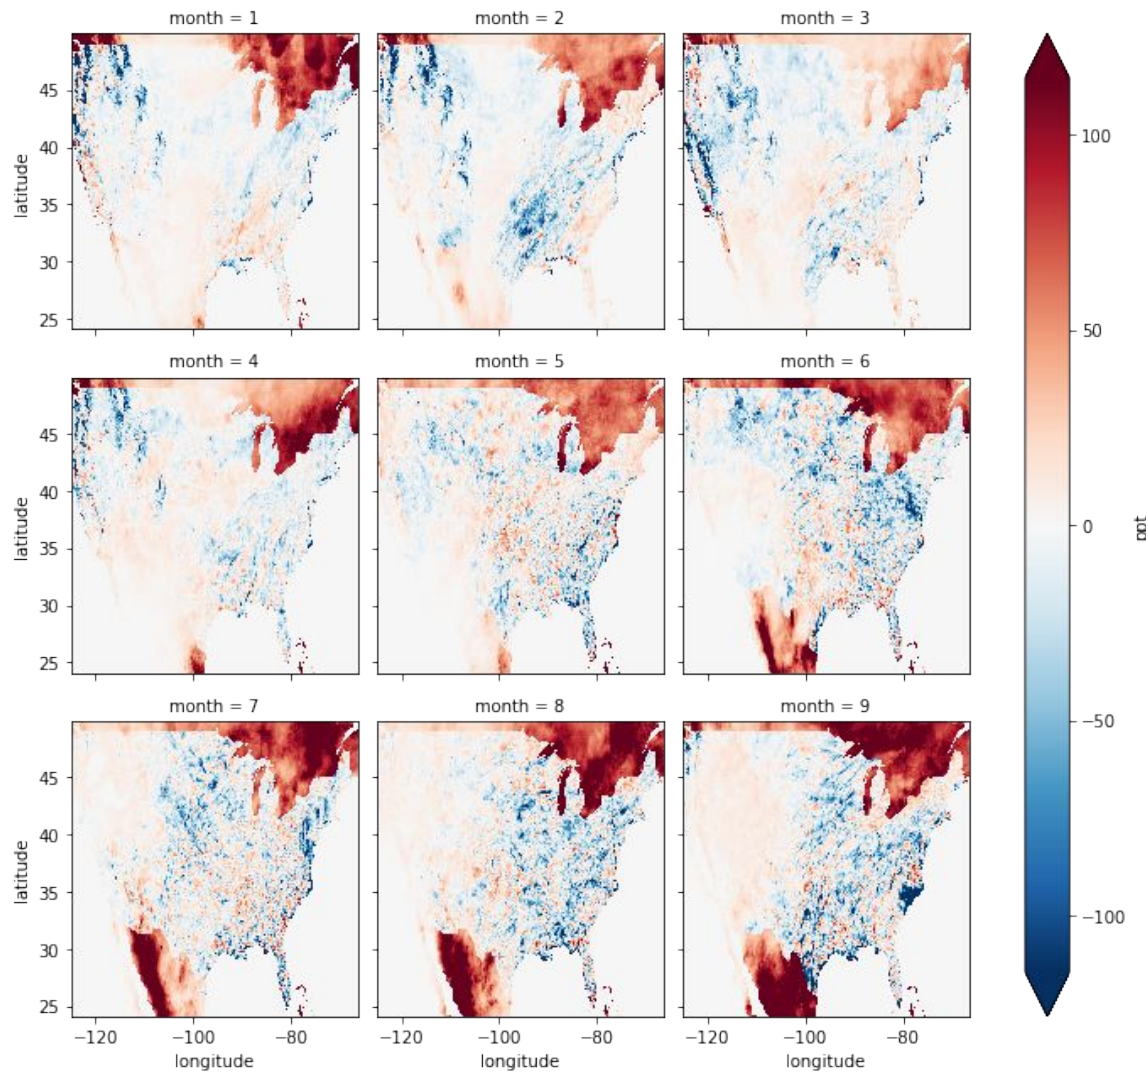 month = 1
month = 2
month = 3
45
40
35
30
25
latitude
month = 4
month = 5
month = 6
45
40
35
30
25
latitude
month = 7
month = 8
month = 9
45
40
35
30
25
latitude
−120
−100
−80
−120
−100
−80
−120
−100
−80
longitude
longitude
longitude
100
50
0
−50
−100
ppt